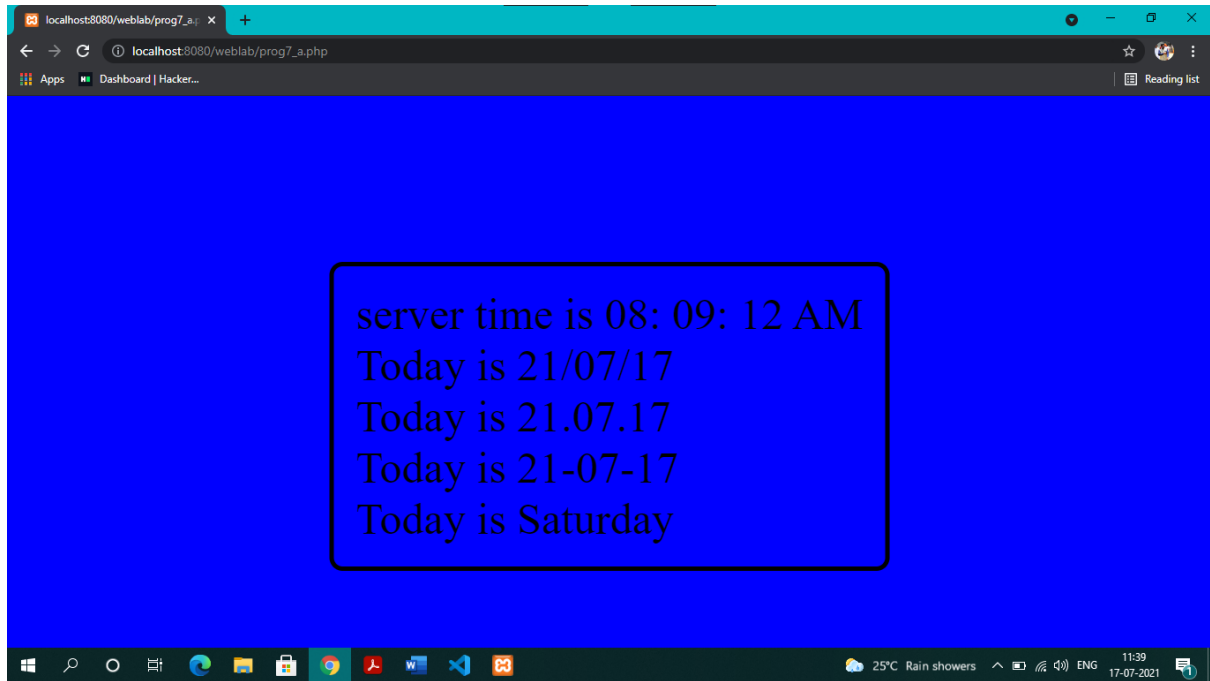 localhost:8080/weblab/prog7_a.p
localhost:8080/weblab/prog7_a.php
Apps
Dashboard | Hacker...
Reading list
server time is 08: 09: 12 AM
Today is 21/07/17
Today is 21.07.17
Today is 21-07-17
Today is Saturday
25°C Rain showers
ENG
11:39
17-07-2021
1